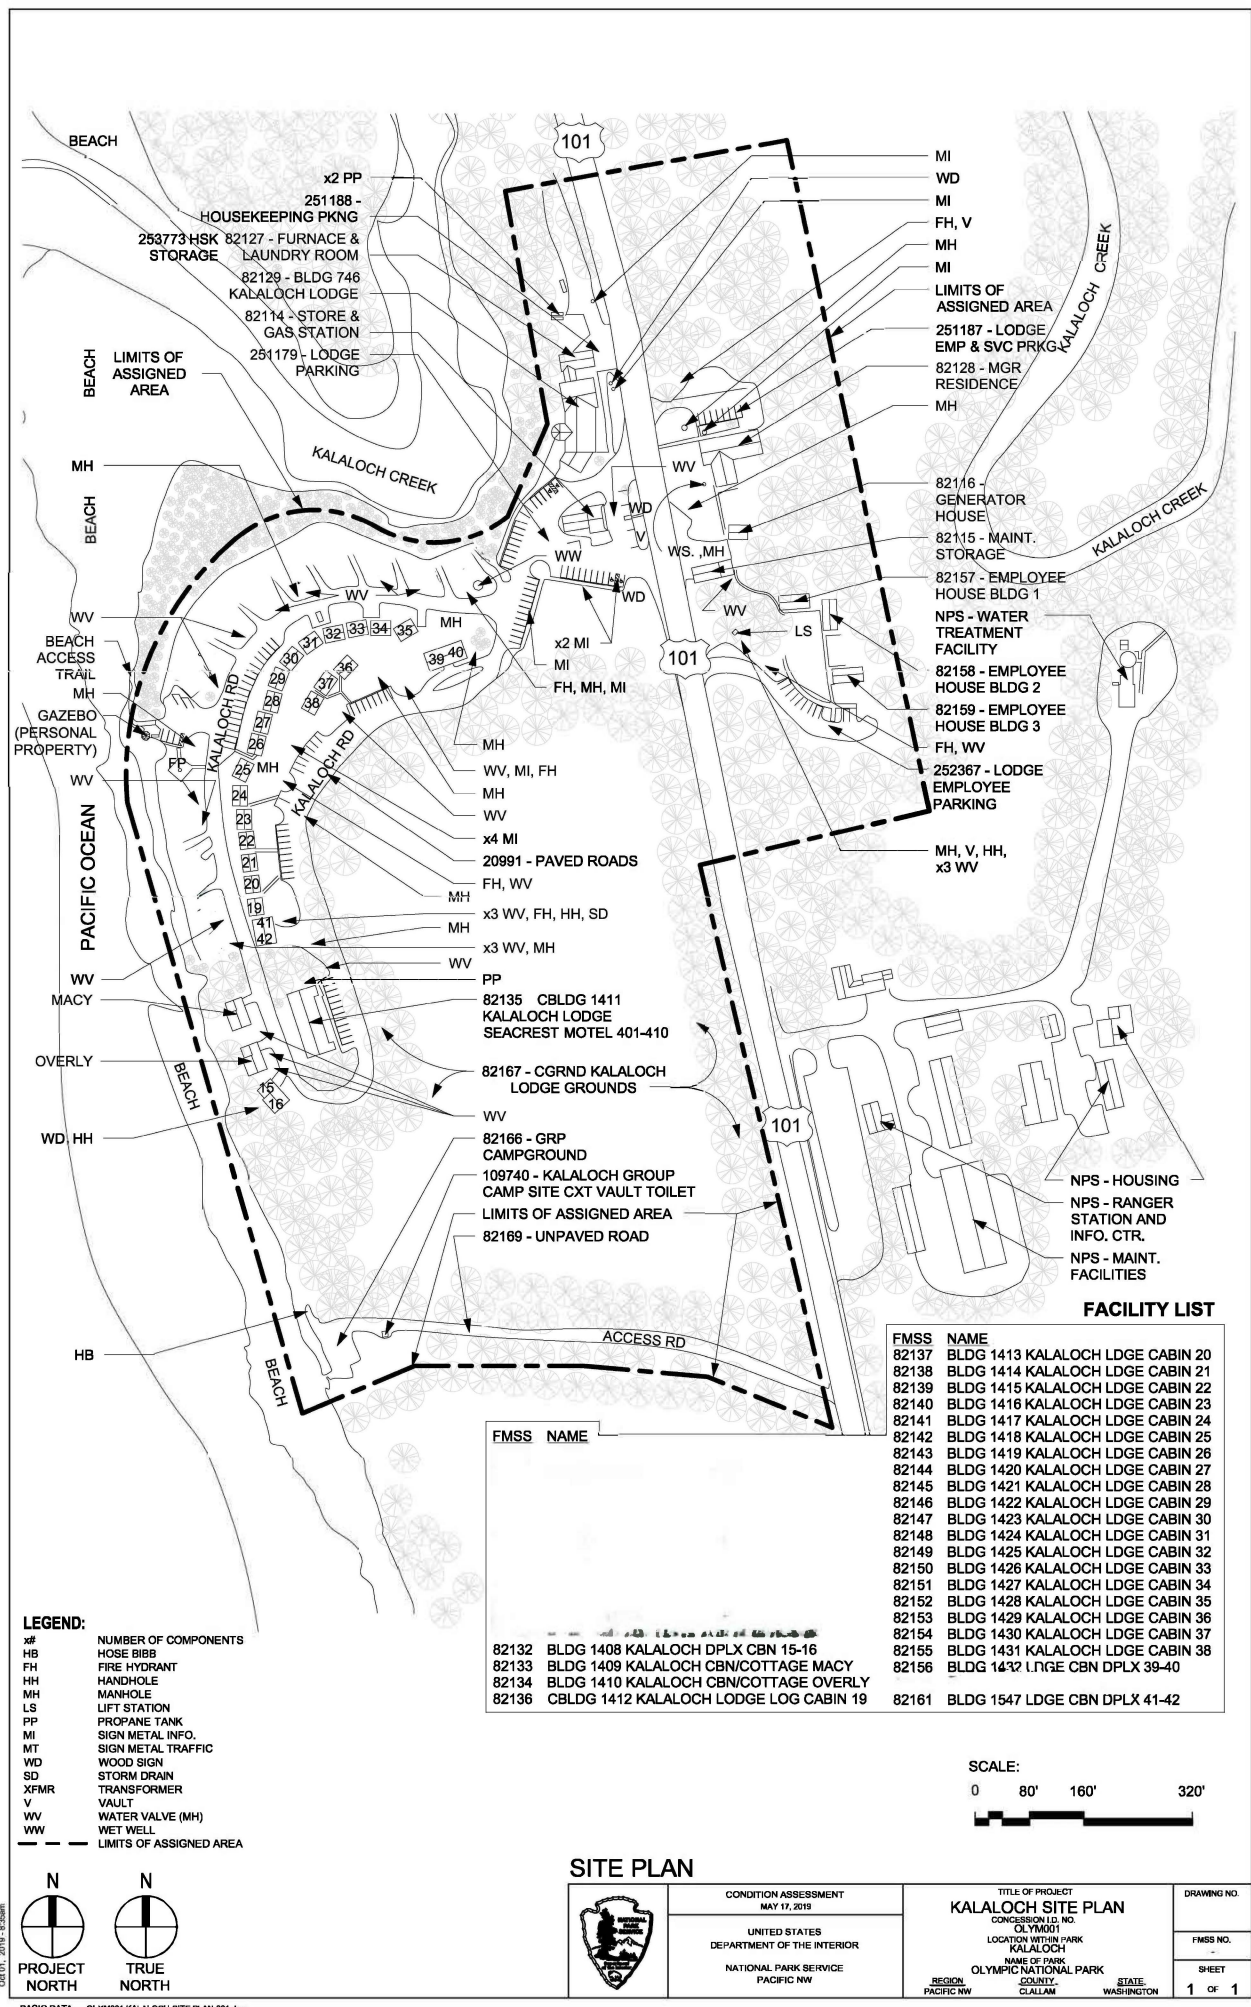 BEACH
101
x2 PP
251188 -
HOUSEKEEPING PKNG
253773 HSK
STORAGE
82127 - FURNACE &
LAUNDRY ROOM
82129 - BLDG 746
KALALOCH LODGE
82114 - STORE &
GAS STATION
251179 - LODGE
PARKING
BEACH
LIMITS OF
ASSIGNED
AREA
KALALOCH CREEK
MH
BEACH
MI
WD
MI
FH, V
MH
MI
LIMITS OF
ASSIGNED AREA
251187 - LODGE
EMP & SVC PRKG
KALALOCH CREEK
82128 - MGR
RESIDENCE
MH
82116 -
GENERATOR
HOUSE
KALALOCH CREEK
82115 - MAINT.
STORAGE
82157 - EMPLOYEE
HOUSE BLDG 1
NPS - WATER
TREATMENT
FACILITY
82158 - EMPLOYEE
HOUSE BLDG 2
82159 - EMPLOYEE
HOUSE BLDG 3
FH, WV
252367 - LODGE
EMPLOYEE
PARKING
MH, V, HH,
x3 WV
WV
WD
V
WS. ,MH
WW
WD
WV
LS
101
x2 MI
MI
FH, MH, MI
WV
MH
WV
BEACH
ACCESS
TRAIL
MH
GAZEBO
(PERSONAL
PROPERTY)
WV
FP
KALALOCH RD
KALALOCH RD
MH
31
32
33
34
35
30
29
28
27
26
25
24
23
22
21
20
19
41
42
36
37
38
39
40
PACIFIC OCEAN
MH
WV, MI, FH
MH
WV
x4 MI
20991 - PAVED ROADS
FH, WV
MH
x3 WV, FH, HH, SD
MH
x3 WV, MH
WV
PP
82135 CBLDG 1411
KALALOCH LODGE
SEACREST MOTEL 401-410
82167 - CGRND KALALOCH
LODGE GROUNDS
WV
82166 - GRP
CAMPGROUND
109740 - KALALOCH GROUP
CAMP SITE CXT VAULT TOILET
LIMITS OF ASSIGNED AREA
82169 - UNPAVED ROAD
WV
MACY
OVERLY
BEACH
15
16
WD, HH
HB
BEACH
ACCESS RD
101
NPS - HOUSING
NPS - RANGER
STATION AND
INFO. CTR.
NPS - MAINT.
FACILITIES
FACILITY LIST
FMSS NAME
82137 BLDG 1413 KALALOCH LDGE CABIN 20
82138 BLDG 1414 KALALOCH LDGE CABIN 21
82139 BLDG 1415 KALALOCH LDGE CABIN 22
82140 BLDG 1416 KALALOCH LDGE CABIN 23
82141 BLDG 1417 KALALOCH LDGE CABIN 24
82142 BLDG 1418 KALALOCH LDGE CABIN 25
82143 BLDG 1419 KALALOCH LDGE CABIN 26
82144 BLDG 1420 KALALOCH LDGE CABIN 27
82145 BLDG 1421 KALALOCH LDGE CABIN 28
82146 BLDG 1422 KALALOCH LDGE CABIN 29
82147 BLDG 1423 KALALOCH LDGE CABIN 30
82148 BLDG 1424 KALALOCH LDGE CABIN 31
82149 BLDG 1425 KALALOCH LDGE CABIN 32
82150 BLDG 1426 KALALOCH LDGE CABIN 33
82151 BLDG 1427 KALALOCH LDGE CABIN 34
82152 BLDG 1428 KALALOCH LDGE CABIN 35
82153 BLDG 1429 KALALOCH LDGE CABIN 36
82154 BLDG 1430 KALALOCH LDGE CABIN 37
82155 BLDG 1431 KALALOCH LDGE CABIN 38
82156 BLDG 1432 LDGE CBN DPLX 39-40
82161 BLDG 1547 LDGE CBN DPLX 41-42
FMSS NAME
82132 BLDG 1408 KALALOCH DPLX CBN 15-16
82133 BLDG 1409 KALALOCH CBN/COTTAGE MACY
82134 BLDG 1410 KALALOCH CBN/COTTAGE OVERLY
82136 CBLDG 1412 KALALOCH LODGE LOG CABIN 19
LEGEND:
x# NUMBER OF COMPONENTS
HB HOSE BIBB
FH FIRE HYDRANT
HH HANDHOLE
MH MANHOLE
LS LIFT STATION
PP PROPANE TANK
MI SIGN METAL INFO.
MT SIGN METAL TRAFFIC
WD WOOD SIGN
SD STORM DRAIN
XFMR TRANSFORMER
V VAULT
WV WATER VALVE (MH)
WW WET WELL
LIMITS OF ASSIGNED AREA
N
PROJECT
NORTH
N
TRUE
NORTH
SCALE:
0 80' 160' 320'
SITE PLAN
NATIONAL
PARK
SERVICE
CONDITION ASSESSMENT
MAY 17, 2019
UNITED STATES
DEPARTMENT OF THE INTERIOR
NATIONAL PARK SERVICE
PACIFIC NW
TITLE OF PROJECT
KALALOCH SITE PLAN
CONCESSION I.D. NO.
OLYM001
LOCATION WITHIN PARK
KALALOCH
NAME OF PARK
OLYMPIC NATIONAL PARK
REGION
PACIFIC NW
COUNTY
CLALLAM
STATE
WASHINGTON
DRAWING NO.
FMSS NO.
-
SHEET
1 OF 1
Oct 01, 2019 - 8:35am